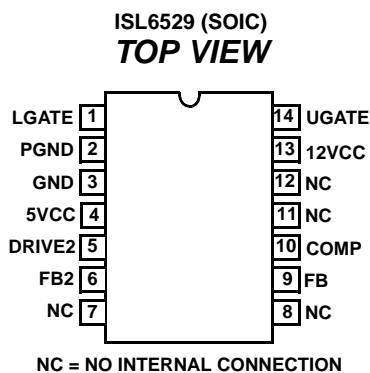 ISL6529 (SOIC)
TOP VIEW
LGATE 1 14 UGATE
PGND 2 13 12VCC
GND 3 12 NC
5VCC 4 11 NC
DRIVE2 5 10 COMP
FB2 6 9 FB
NC 7 8 NC
NC = NO INTERNAL CONNECTION